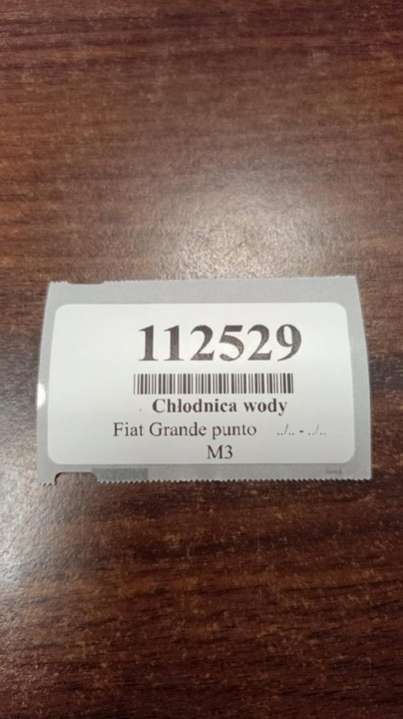 112529
Chłodnica wody
Fiat Grande punto ../.. - ../..
M3